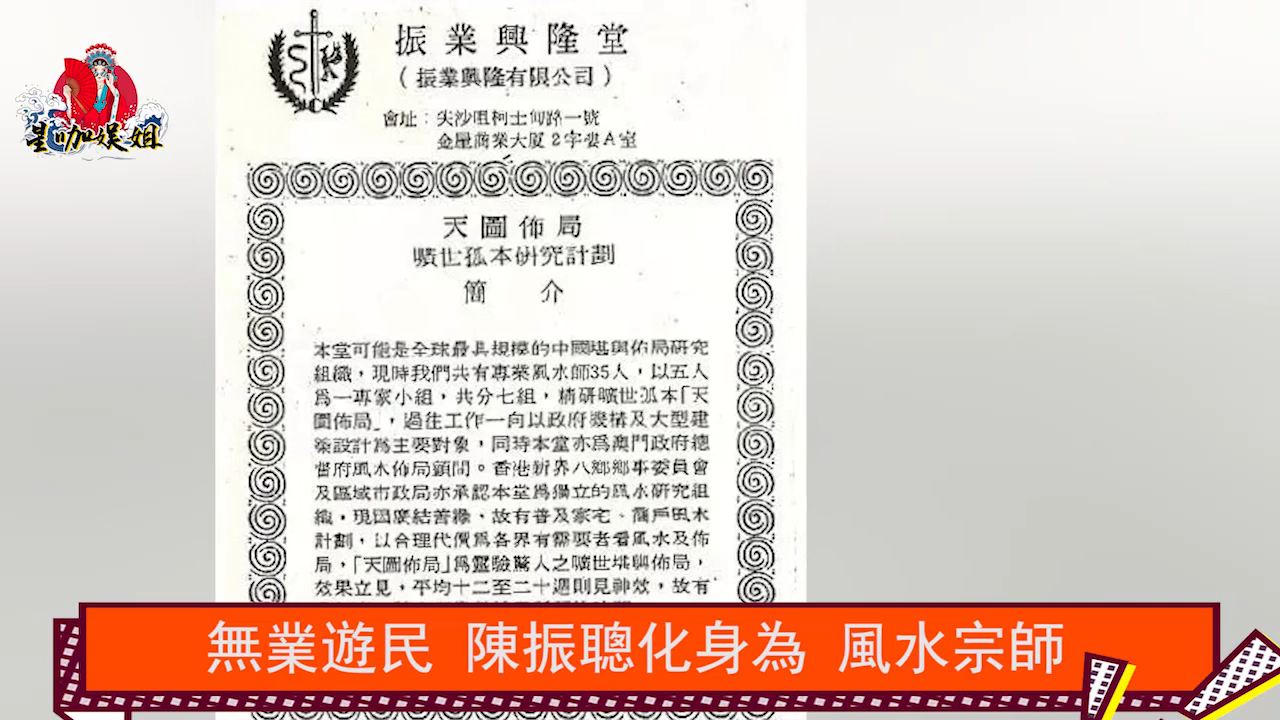 星咖娛姐
振業興隆堂
（振業興隆有限公司）
會址：尖沙咀柯士甸路一號
金屋商業大厦2字樓A室
天圖佈局
曠世孤本研究計劃
簡 介
本堂可能是全球最具規模的中國堪輿佈局研究
組織，現時我們共有專業風水師35人，以五人
為一專家小組，共分七組，精研曠世孤本「天
圖佈局」，過往工作一向以政府機構及大型建
築設計為主要對象，同時本堂亦為澳門政府總
督府風水佈局顧問。香港新界八鄉鄉事委員會
及區域市政局亦承認本堂為獨立的風水研究組
織，現因廣結善緣、故有普及家宅、商戶風水
計劃，以合理代價為各界有需要者看風水及佈
局，「天圖佈局」為靈驗驚人之曠世堪輿佈局，
效果立見，平均十二至二十週則見神效，故有
無業遊民 陳振聰化身為 風水宗師